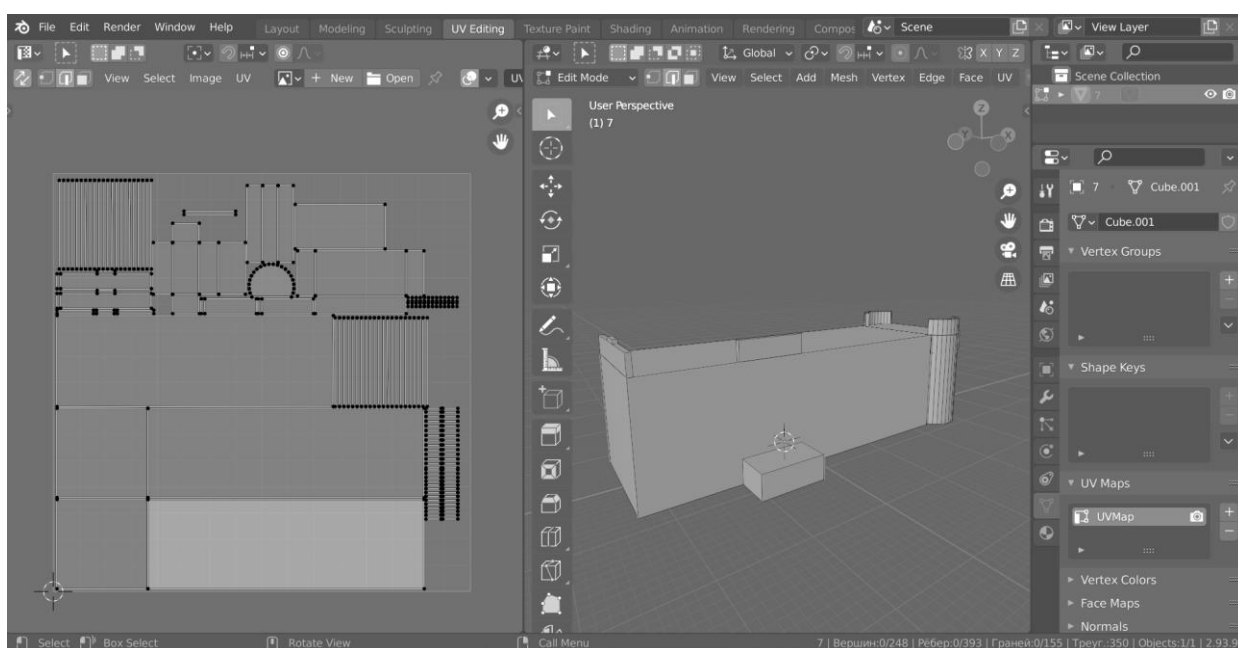 File Edit Render Window Help Layout Modeling Sculpting UV Editing Texture Paint Shading Animation Rendering Compos Scene View Layer
Global X Y Z
View Select Image UV + New Open UV Edit Mode View Select Add Mesh Vertex Edge Face UV Scene Collection
7
User Perspective
(1) 7
Z
Y X
7 Cube.001
Cube.001
Vertex Groups
Shape Keys
UV Maps
UVMap
Vertex Colors
Face Maps
Normals
Select Box Select Rotate View Call Menu 7 | Вершин:0/248 | Рёбер:0/393 | Граней:0/155 | Треуг.:350 | Objects:1/1 | 2.93.9